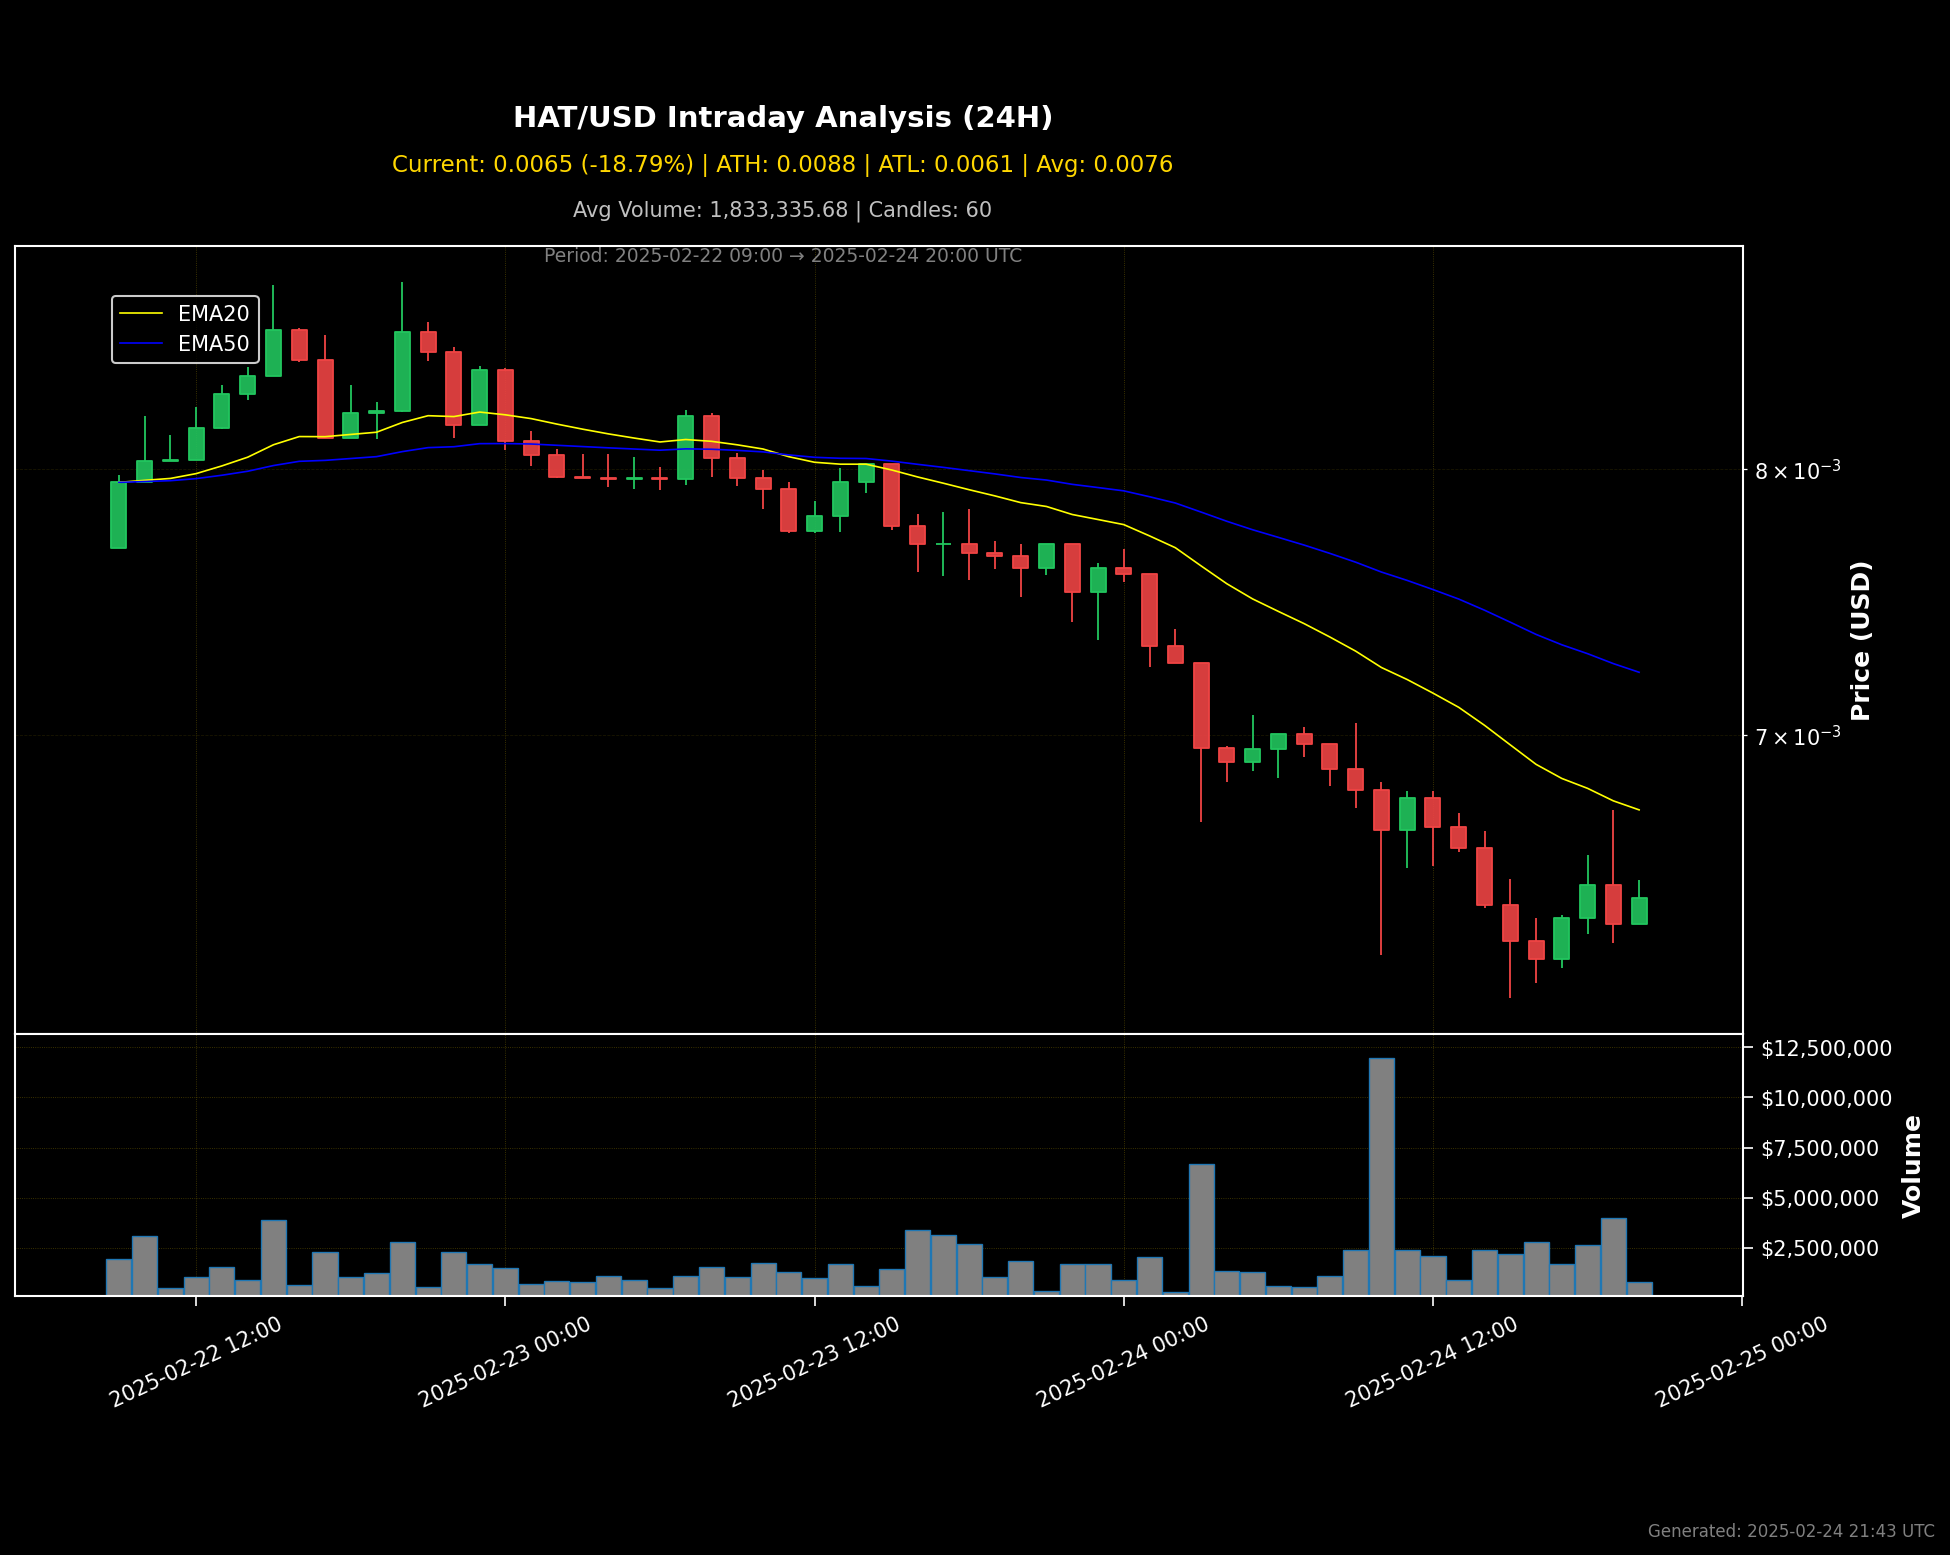 HAT/USD Intraday Analysis (24H)
Current: 0.0065 (-18.79%) | ATH: 0.0088 | ATL: 0.0061 | Avg: 0.0076
Avg Volume: 1,833,335.68 | Candles: 60
Period: 2025-02-22 09:00 → 2025-02-24 20:00 UTC
EMA20
EMA50
8 × 10⁻³
7 × 10⁻³
Price (USD)
$12,500,000
$10,000,000
$7,500,000
$5,000,000
$2,500,000
Volume
2025-02-22 12:00
2025-02-23 00:00
2025-02-23 12:00
2025-02-24 00:00
2025-02-24 12:00
2025-02-25 00:00
Generated: 2025-02-24 21:43 UTC